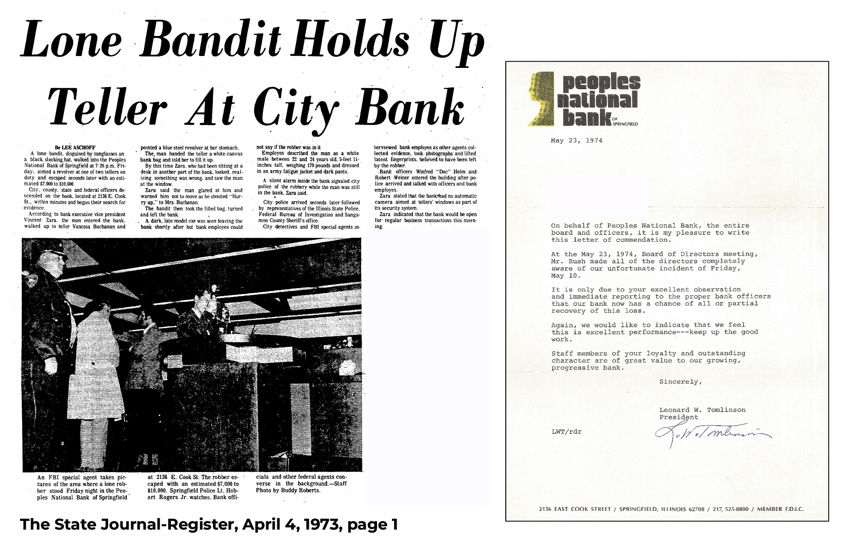 Lone Bandit Holds Up
Teller At City Bank
By LEE ASCHOFF
A lone bandit, disguised by sunglasses an
a black stocking hat, walked into the Peoples
National Bank of Springfield at 7:26 p.m. Fri-
day, aimed a revolver at one of two tellers on
duty and escaped seconds later with an esti-
mated $7,000 to $10,000.
City, county, state and federal officers de-
scended on the bank, located at 2136 E. Cook
St., within minutes and began their search for
evidence.
According to bank executive vice president
Vincent Zara, the man entered the bank,
walked up to teller Vanessa Buchanan and
pointed a blue steel revolver at her stomach.
The man handed the teller a white canvas
bank bag and told her to fill it up.
By this time Zara, who had been sitting at a
desk in another part of the bank, looked, real-
izing something was wrong, and saw the man
at the window.
Zara said the man glared at him and
warned him not to move as he shouted "Hur-
ry up," to Mrs. Buchanan.
The bandit then took the filled bag, turned
and left the bank.
A dark, late model car was seen leaving the
bank shortly after but bank employes could
not say if the robber was in it.
Employes described the man as a white
male between 22 and 24 years old, 5-feet 11-
inches tall, weighing 170 pounds and dressed
in an army fatigue jacket and dark pants.
A silent alarm inside the bank signaled city
police of the robbery while the man was still
in the bank, Zara said.
City police arrived seconds later followed
by representatives of the Illinois State Police,
Federal Bureau of Investigation and Sanga-
mon County Sheriff's office.
City detectives and FBI special agents in-
terviewed bank employes as other agents col-
lected evidence, took photographs and lifted
latent fingerprints, believed to have been left
by the robber.
Bank officers Winfred "Doc" Helm and
Robert Weiner entered the building after po-
lice arrived and talked with officers and bank
employes.
Zara stated that the bank had no automatic
camera aimed at tellers' windows as part of
its security system.
Zara indicated that the bank would be open
for regular business transactions this morn-
ing.
An FBI special agent takes pic-
tures of the area where a lone rob-
ber stood Friday night in the Peo-
ples National Bank of Springfield
at 2136 E. Cook St. The robber es-
caped with an estimated $7,000 to
$10,000. Springfield Police Lt. Hob-
art Rogers Jr. watches. Bank offi-
cials and other federal agents con-
verse in the background.—Staff
Photo by Buddy Roberts.
The State Journal-Register, April 4, 1973, page 1
peoples
national
bank OF SPRINGFIELD
May 23, 1974
On behalf of Peoples National Bank, the entire
board and officers, it is my pleasure to write
this letter of commendation.
At the May 23, 1974, Board of Directors meeting,
Mr. Rush made all of the directors completely
aware of our unfortunate incident of Friday,
May 10.
It is only due to your excellent observation
and immediate reporting to the proper bank officers
that our bank now has a chance of all or partial
recovery of this loss.
Again, we would like to indicate that we feel
this is excellent performance---keep up the good
work.
Staff members of your loyalty and outstanding
character are of great value to our growing,
progressive bank.
Sincerely,
Leonard W. Tomlinson
President
LWT/rdr
L W Tomlinson
2136 EAST COOK STREET / SPRINGFIELD, ILLINOIS 62708 / 217, 525-8800 / MEMBER F.D.I.C.